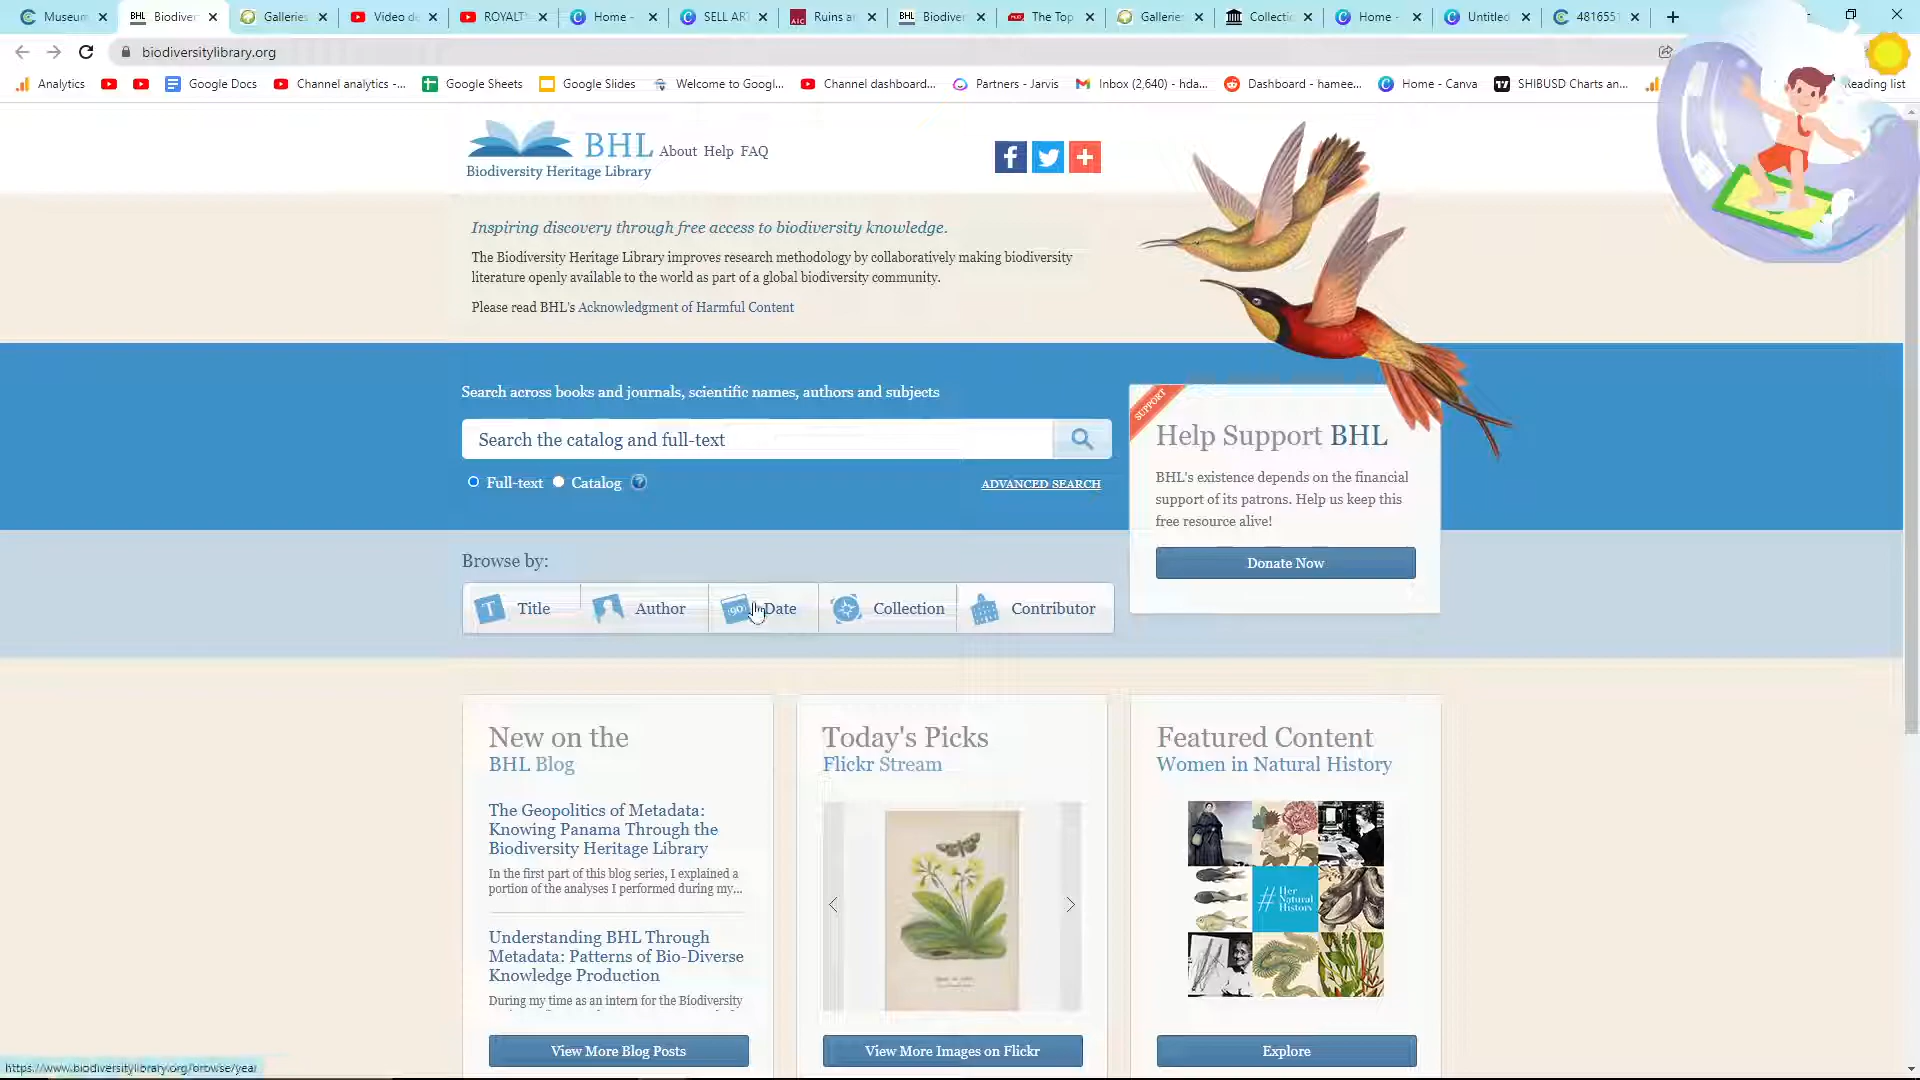 Museum
Biodiver
Galleries
Video de
ROYALT
Home -
SELL AR
AIC
Ruins a
Biodiver
The Top
Galleries
Collectic
Home -
Untitled
4816551
biodiversitylibrary.org
Analytics
Google Docs
Channel analytics -...
Google Sheets
Google Slides
Welcome to Googl...
Channel dashboard...
Partners - Jarvis
Inbox (2,640) - hda...
Dashboard - hamee...
Home - Canva
SHIBUSD Charts an...
Reading list
BHL
About Help FAQ
Biodiversity Heritage Library
Inspiring discovery through free access to biodiversity knowledge.
The Biodiversity Heritage Library improves research methodology by collaboratively making biodiversity
literature openly available to the world as part of a global biodiversity community.
Please read BHL's Acknowledgment of Harmful Content
Search across books and journals, scientific names, authors and subjects
Search the catalog and full-text
Full-text Catalog ?
ADVANCED SEARCH
SUPPORT
Help Support BHL
BHL's existence depends on the financial
support of its patrons. Help us keep this
free resource alive!
Donate Now
Browse by:
Title
Author
Date
Collection
Contributor
New on the
BHL Blog
The Geopolitics of Metadata:
Knowing Panama Through the
Biodiversity Heritage Library
In the first part of this blog series, I explained a
portion of the analyses I performed during my...
Understanding BHL Through
Metadata: Patterns of Bio-Diverse
Knowledge Production
During my time as an intern for the Biodiversity
View More Blog Posts
Today's Picks
Flickr Stream
View More Images on Flickr
Featured Content
Women in Natural History
# Her
Natural
History
Explore
https://www.biodiversitylibrary.org/browse/year